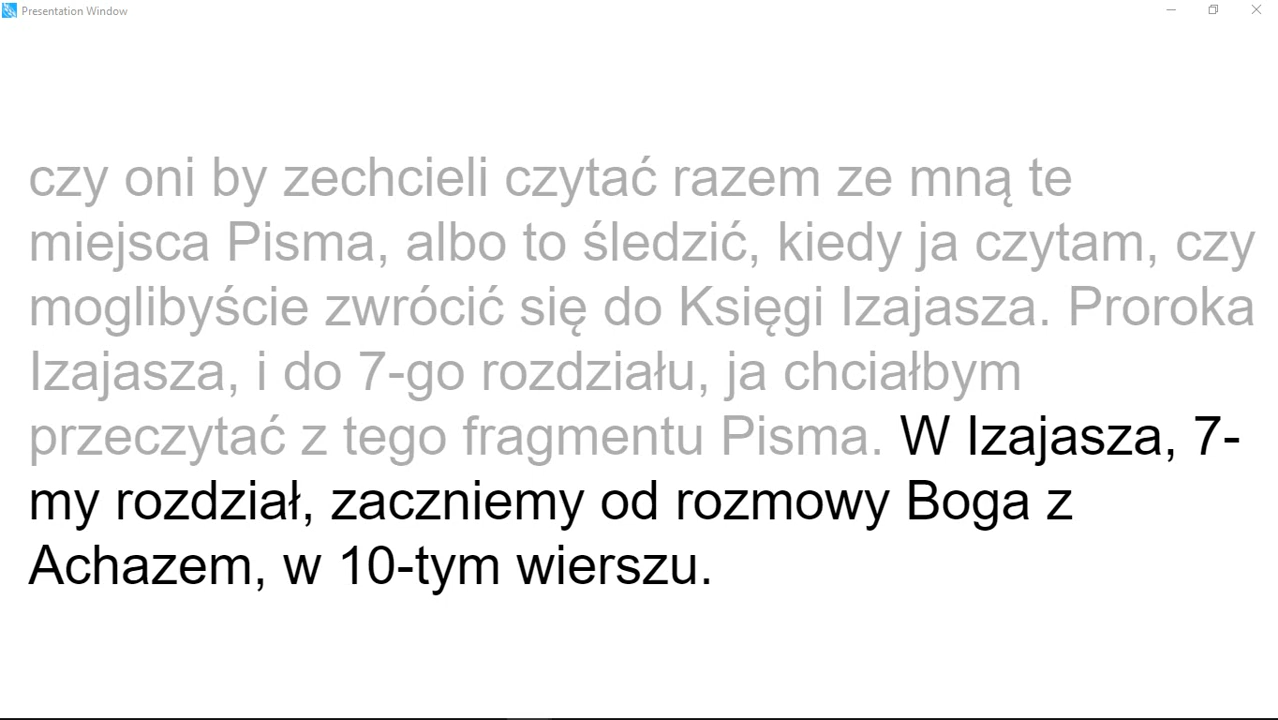 Presentation Window
czy oni by zechcieli czytać razem ze mną te
miejsca Pisma, albo to śledzić, kiedy ja czytam, czy
moglibyście zwrócić się do Księgi Izajasza. Proroka
Izajasza, i do 7-go rozdziału, ja chciałbym
przeczytać z tego fragmentu Pisma. W Izajasza, 7-
my rozdział, zaczniemy od rozmowy Boga z
Achazem, w 10-tym wierszu.